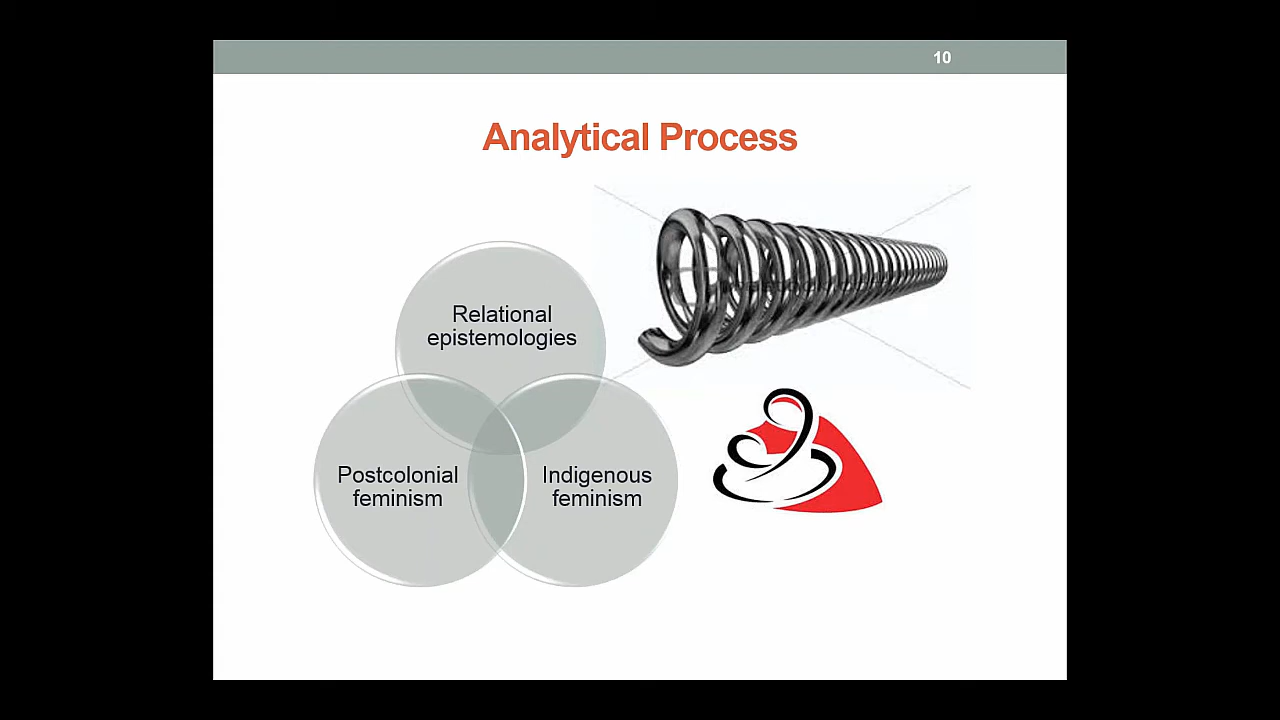 10
Analytical Process
Relational
epistemologies
Postcolonial
feminism
Indigenous
feminism